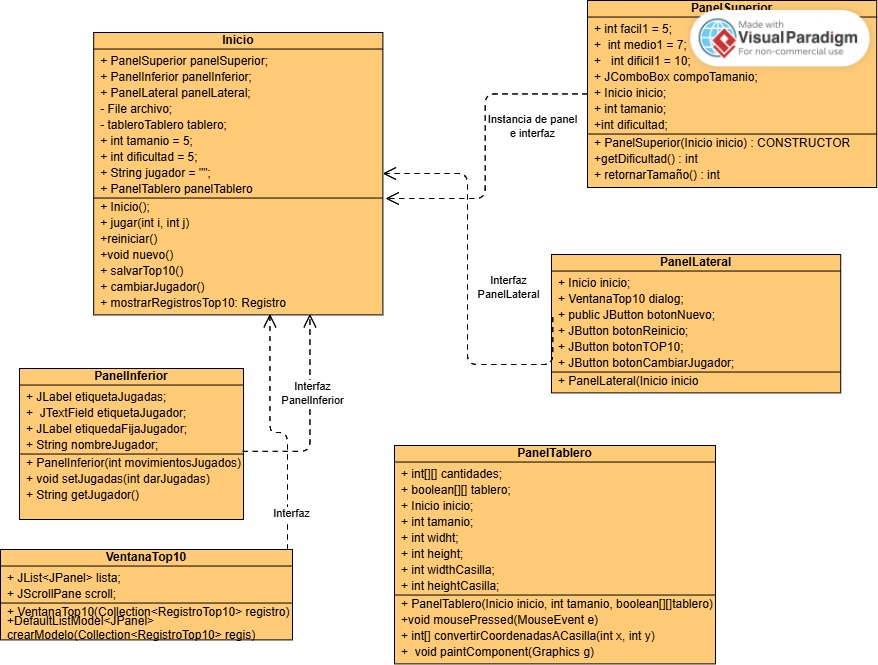 Inicio
+ PanelSuperior panelSuperior;
+ PanelInferior panelInferior;
+ PanelLateral panelLateral;
- File archivo;
- tableroTablero tablero;
+ int tamanio = 5;
+ int dificultad = 5;
+ String jugador = "";
+ PanelTablero panelTablero
+ Inicio();
+ jugar(int i, int j)
+reiniciar()
+void nuevo()
+ salvarTop10()
+ cambiarJugador()
+ mostrarRegistrosTop10: Registro
PanelSuperior
+ int facil1 = 5;
+ int medio1 = 7;
+ int dificil1 = 10;
+ JComboBox compoTamanio;
+ Inicio inicio;
+ int tamanio;
+int dificultad;
+ PanelSuperior(Inicio inicio) : CONSTRUCTOR
+getDificultad() : int
+ retornarTamaño() : int
Made with
VisualParadigm
For non-commercial use
Instancia de panel
e interfaz
Interfaz
PanelLateral
PanelLateral
+ Inicio inicio;
+ VentanaTop10 dialog;
+ public JButton botonNuevo;
+ JButton botonReinicio;
+ JButton botonTOP10;
+ JButton botonCambiarJugador;
+ PanelLateral(Inicio inicio
PanelInferior
+ JLabel etiquetaJugadas;
+ JTextField etiquetaJugador;
+ JLabel etiquedaFijaJugador;
+ String nombreJugador;
+ PanelInferior(int movimientosJugados)
+ void setJugadas(int darJugadas)
+ String getJugador()
Interfaz
PanelInferior
Interfaz
VentanaTop10
+ JList<JPanel> lista;
+ JScrollPane scroll;
+ VentanaTop10(Collection<RegistroTop10> registro)
+DefaultListModel<JPanel>
crearModelo(Collection<RegistroTop10> regis)
PanelTablero
+ int[][] cantidades;
+ boolean[][] tablero;
+ Inicio inicio;
+ int tamanio;
+ int widht;
+ int height;
+ int widthCasilla;
+ int heightCasilla;
+ PanelTablero(Inicio inicio, int tamanio, boolean[][]tablero)
+void mousePressed(MouseEvent e)
+ int[] convertirCoordenadasACasilla(int x, int y)
+ void paintComponent(Graphics g)